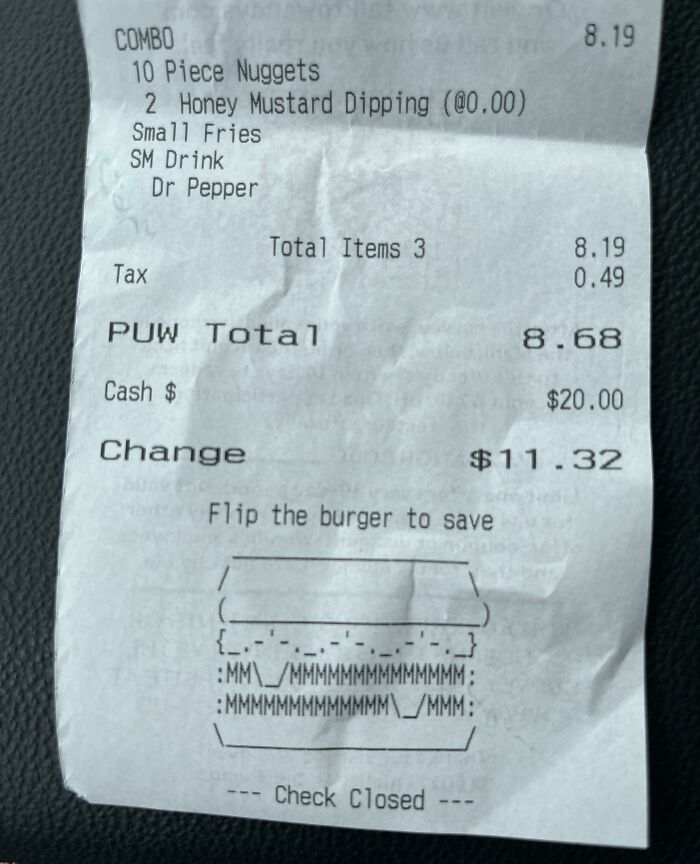 COMBO 8.19
10 Piece Nuggets
2 Honey Mustard Dipping (@0.00)
Small Fries
SM Drink
Dr Pepper
Total Items 3 8.19
Tax 0.49
PUW Total 8.68
Cash $ $20.00
Change $11.32
Flip the burger to save
--- Check Closed ---